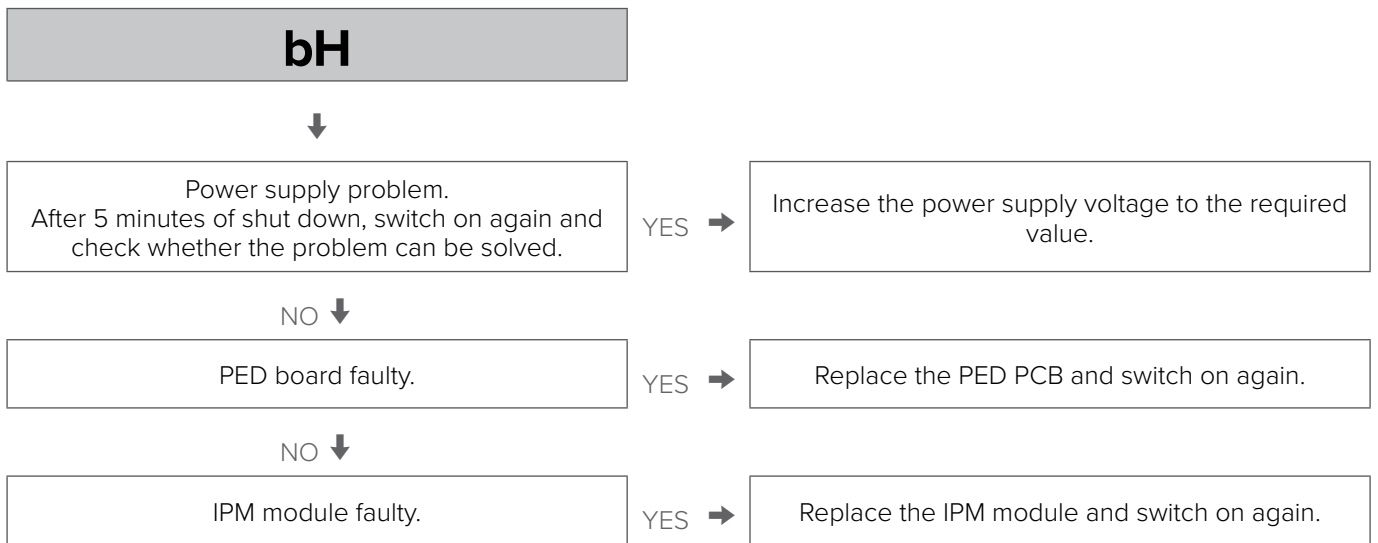 bH
Power supply problem.
After 5 minutes of shut down, switch on again and
check whether the problem can be solved.
YES
Increase the power supply voltage to the required
value.
NO
PED board faulty.
YES
Replace the PED PCB and switch on again.
NO
IPM module faulty.
YES
Replace the IPM module and switch on again.